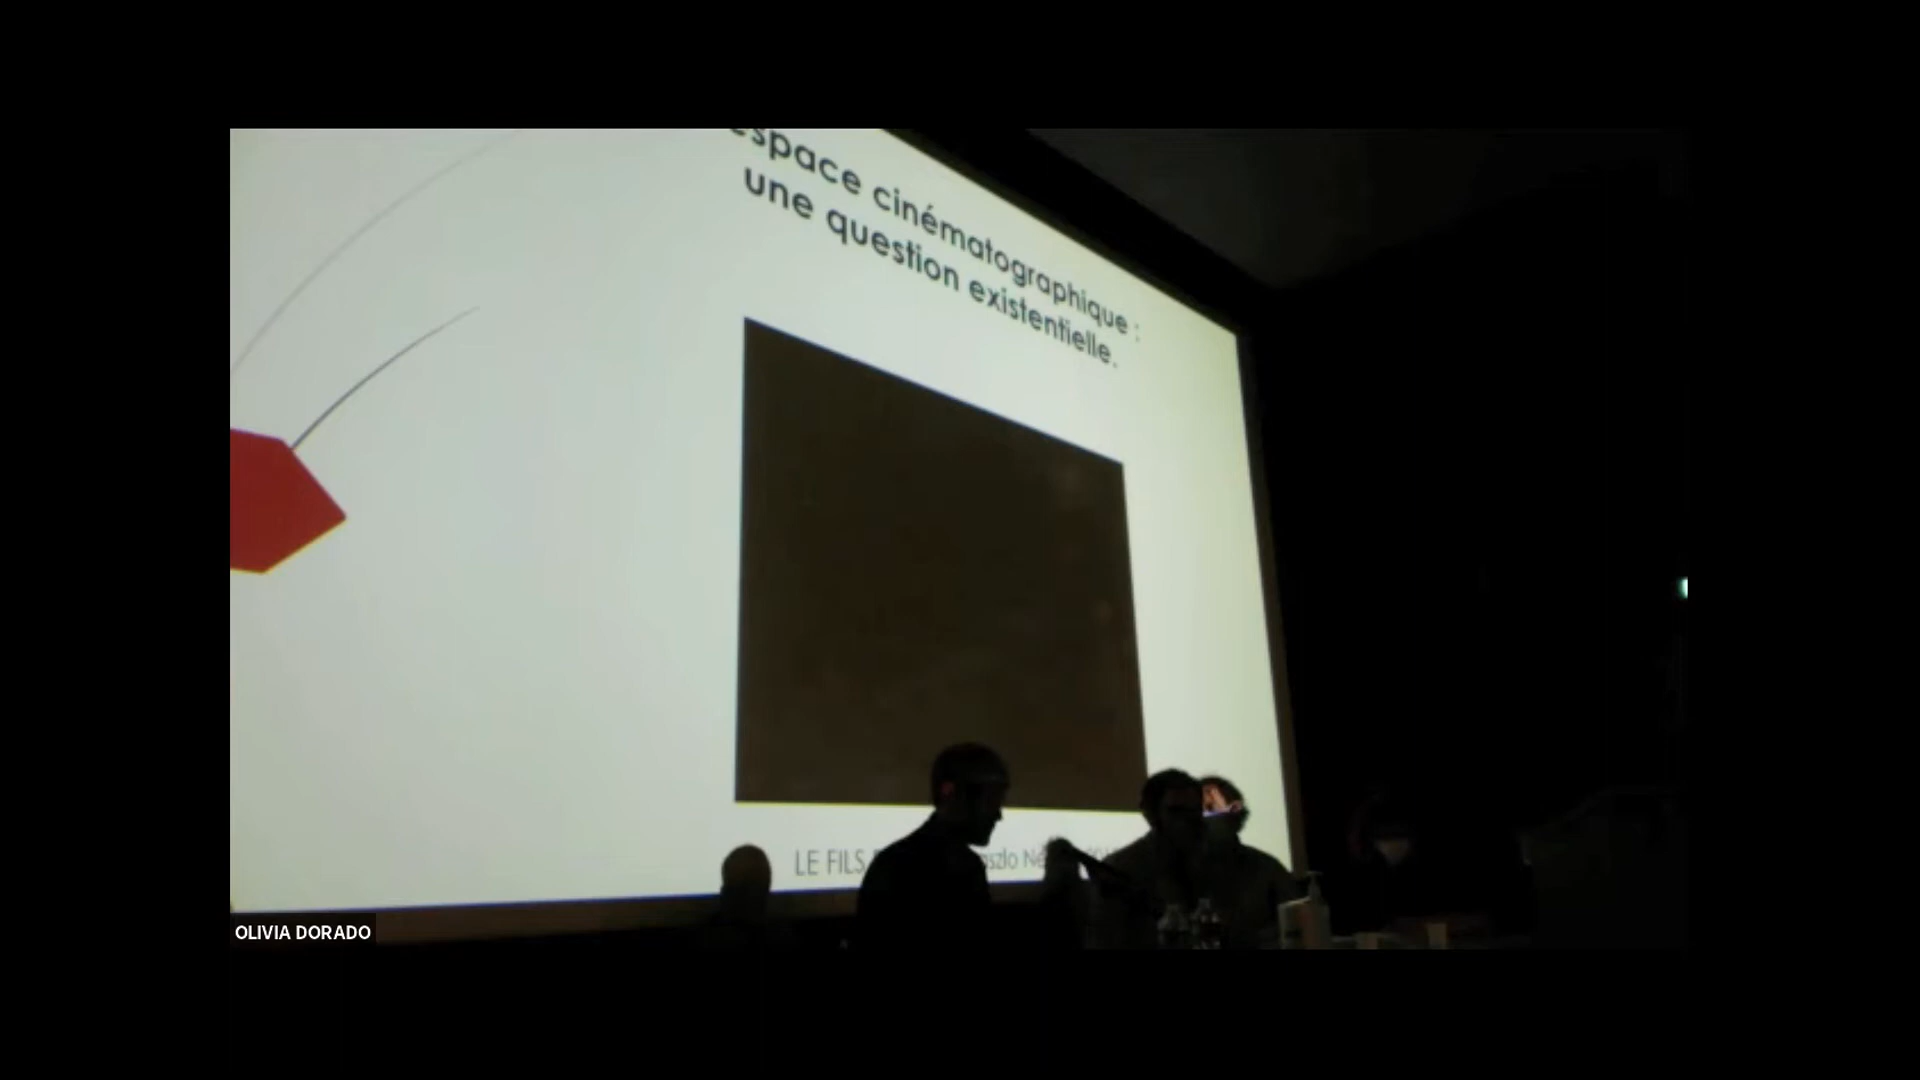 espace cinématographique :
une question existentielle.
LE FILS
OLIVIA DORADO